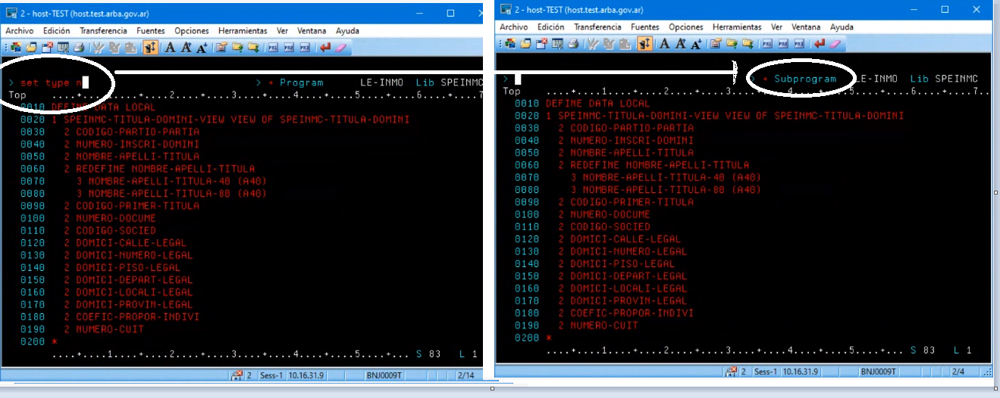 2 - host-TEST (host.test.arba.gov.ar)
Archivo Edición Transferencia Fuentes Opciones Herramientas Ver Ventana Ayuda
PA1 PA2 PA3
> set type n > + Program LE-INMO Lib SPEINMC
Top ....+....1....+....2....+....3....+....4....+....5....+.... 6....+....7
0010 DEFINE DATA LOCAL
0020 1 SPEINMC-TITULA-DOMINI-VIEW VIEW OF SPEINMC-TITULA-DOMINI
0030 2 CODIGO-PARTIO-PARTIA
0040 2 NUMERO-INSCRI-DOMINI
0050 2 NOMBRE-APELLI-TITULA
0060 2 REDEFINE NOMBRE-APELLI-TITULA
0070 3 NOMBRE-APELLI-TITULA-40 (A40)
0080 3 NOMBRE-APELLI-TITULA-80 (A40)
0090 2 CODIGO-PRIMER-TITULA
0100 2 NUMERO-DOCUME
0110 2 CODIGO-SOCIED
0120 2 DOMICI-CALLE-LEGAL
0130 2 DOMICI-NUMERO-LEGAL
0140 2 DOMICI-PISO-LEGAL
0150 2 DOMICI-DEPART-LEGAL
0160 2 DOMICI-LOCALI-LEGAL
0170 2 DOMICI-PROVIN-LEGAL
0180 2 COEFIC-PROPOR-INDIVI
0190 2 NUMERO-CUIT
0200 *
....+....1....+....2....+....3....+....4....+....5....+... S 83 L 1
2 Sess-1 10.16.31.9 BNJ0009T 2/14
2 - host-TEST (host.test.arba.gov.ar)
Archivo Edición Transferencia Fuentes Opciones Herramientas Ver Ventana Ayuda
PA1 PA2 PA3
> > + Subprogram LE-INMO Lib SPEINMC
Top ....+....1....+....2....+....3....+....4....+....5....+....6....+....7..
0010 DEFINE DATA LOCAL
0020 1 SPEINMC-TITULA-DOMINI-VIEW VIEW OF SPEINMC-TITULA-DOMINI
0030 2 CODIGO-PARTIO-PARTIA
0040 2 NUMERO-INSCRI-DOMINI
0050 2 NOMBRE-APELLI-TITULA
0060 2 REDEFINE NOMBRE-APELLI-TITULA
0070 3 NOMBRE-APELLI-TITULA-40 (A40)
0080 3 NOMBRE-APELLI-TITULA-80 (A40)
0090 2 CODIGO-PRIMER-TITULA
0100 2 NUMERO-DOCUME
0110 2 CODIGO-SOCIED
0120 2 DOMICI-CALLE-LEGAL
0130 2 DOMICI-NUMERO-LEGAL
0140 2 DOMICI-PISO-LEGAL
0150 2 DOMICI-DEPART-LEGAL
0160 2 DOMICI-LOCALI-LEGAL
0170 2 DOMICI-PROVIN-LEGAL
0180 2 COEFIC-PROPOR-INDIVI
0190 2 NUMERO-CUIT
0200 *
....+....1....+....2....+....3....+....4....+....5....+... S 83 L 1
2 Sess-1 10.16.31.9 BNJ0009T 2/4